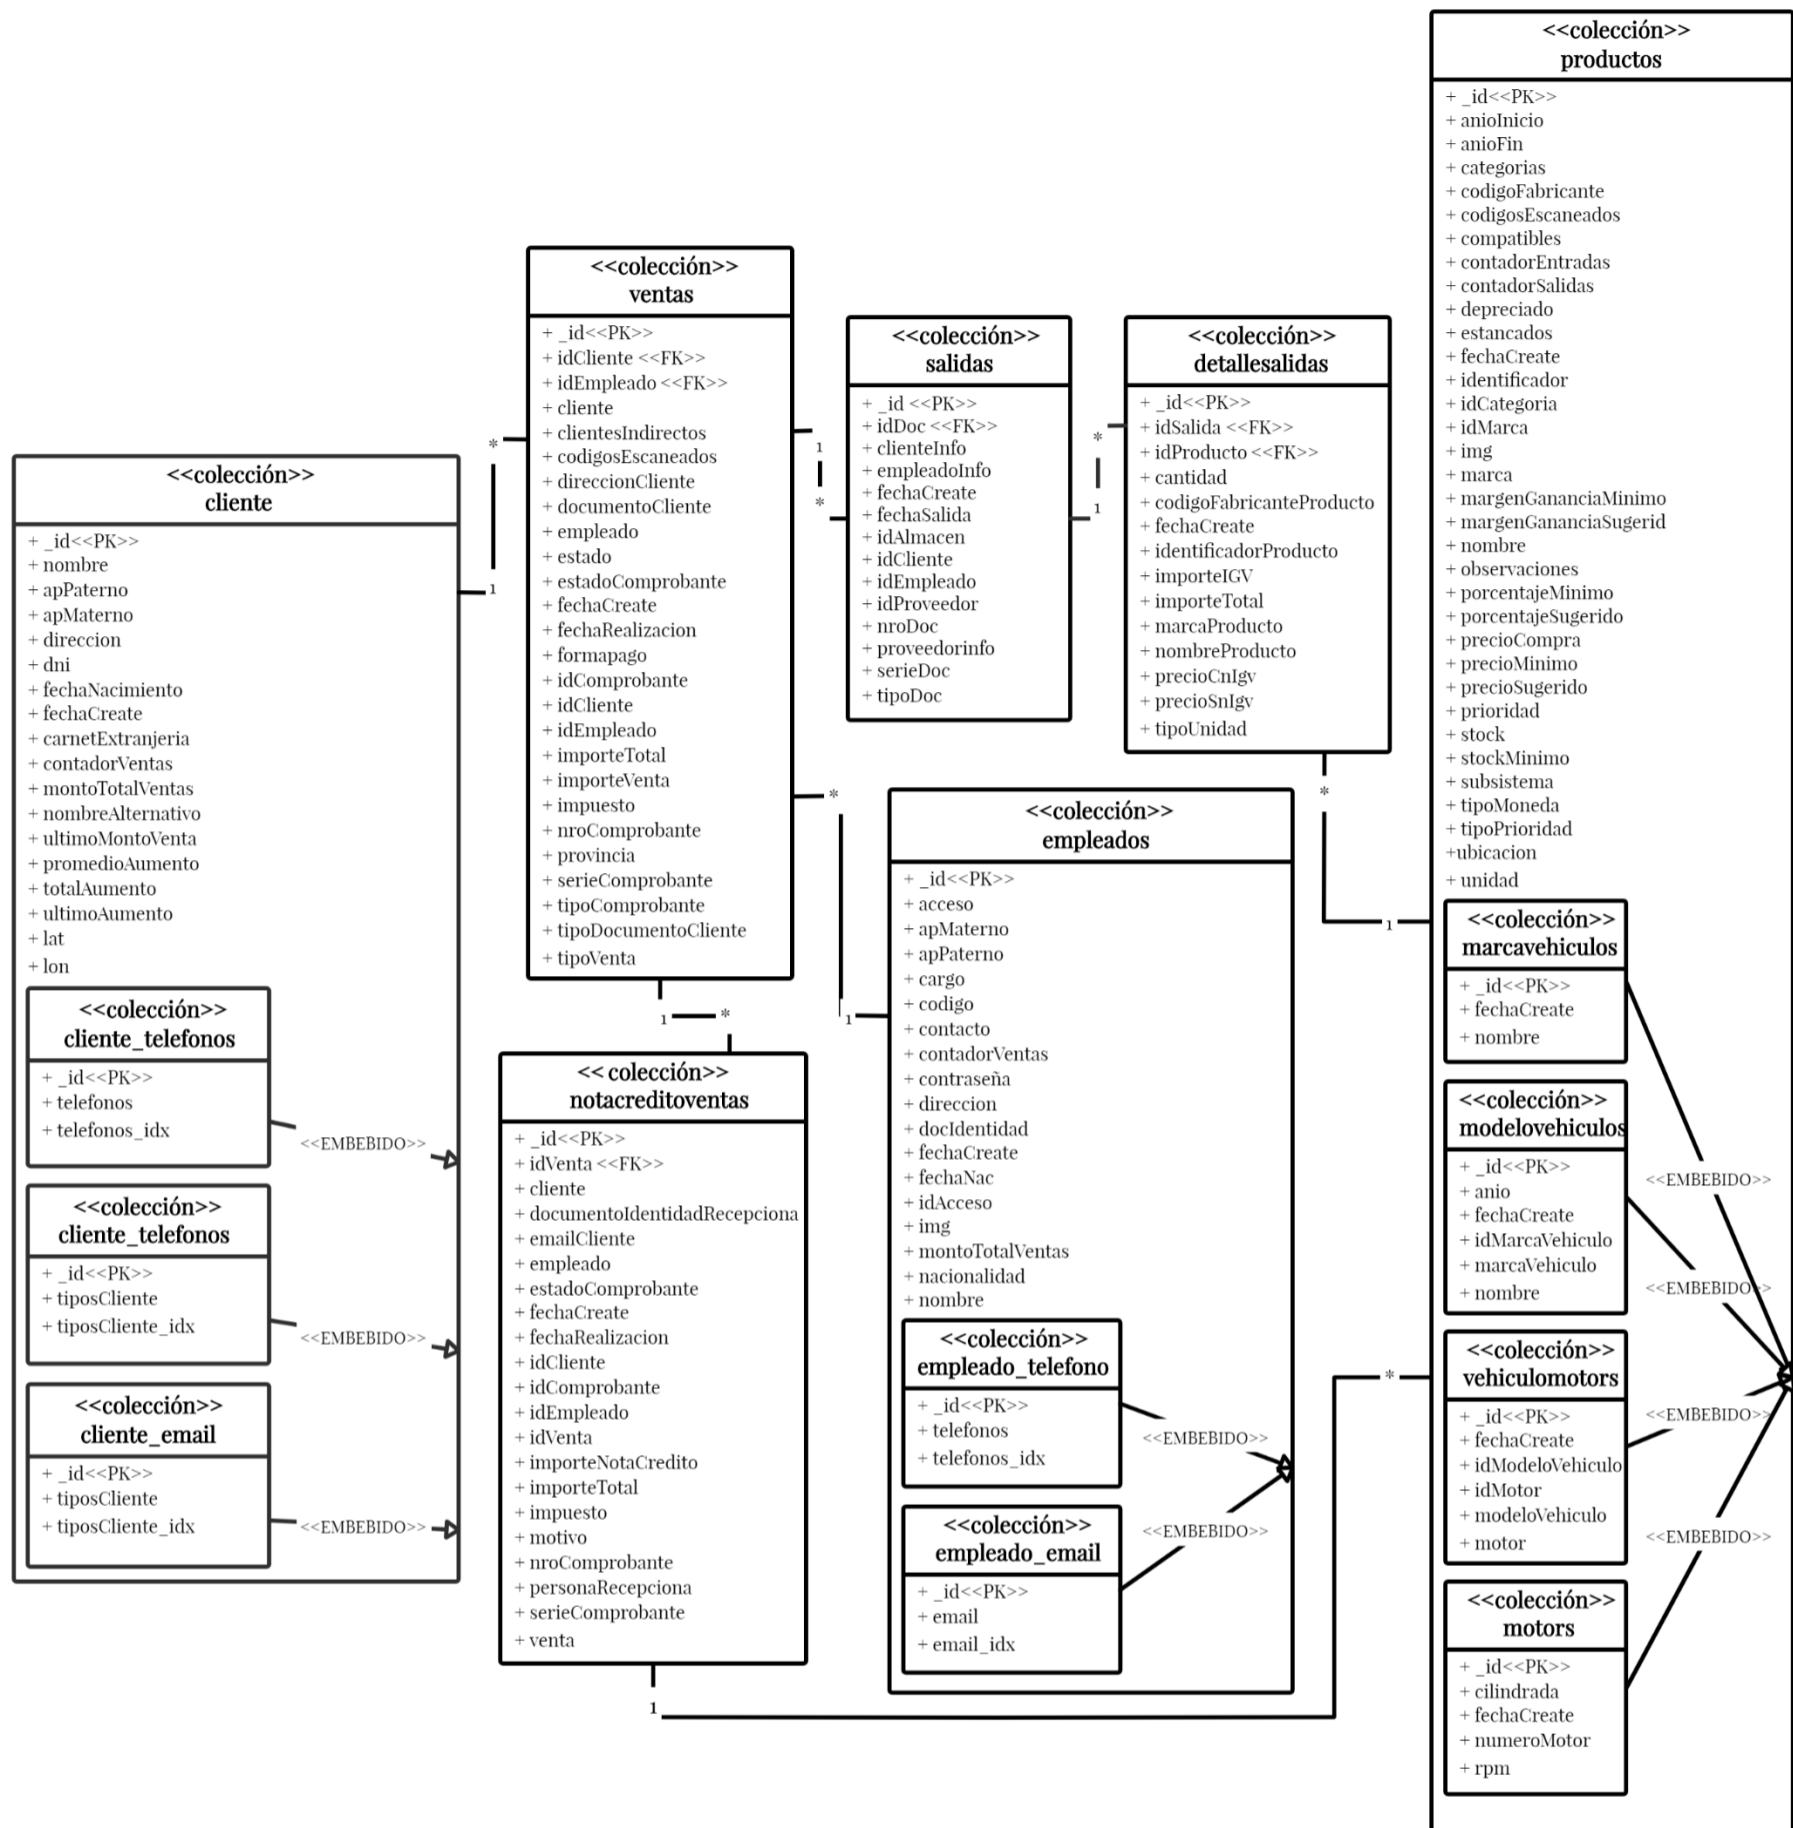 <<colección>>
productos
+ _id<<PK>>
+ anioInicio
+ anioFin
+ categorias
+ codigoFabricante
+ codigosEscaneados
+ compatibles
+ contadorEntradas
+ contadorSalidas
+ depreciado
+ estancados
+ fechaCreate
+ identificador
+ idCategoria
+ idMarca
+ img
+ marca
+ margenGananciaMinimo
+ margenGananciaSugerid
+ nombre
+ observaciones
+ porcentajeMinimo
+ porcentajeSugerido
+ precioCompra
+ precioMinimo
+ precioSugerido
+ prioridad
+ stock
+ stockMinimo
+ subsistema
+ tipoMoneda
+ tipoPrioridad
+ubicacion
+ unidad
<<colección>>
marcavehiculos
+ _id<<PK>>
+ fechaCreate
+ nombre
<<colección>>
modelovehiculos
+ _id<<PK>>
+ anio
+ fechaCreate
+ idMarcaVehiculo
+ marcaVehiculo
+ nombre
<<colección>>
vehiculomotors
+ _id<<PK>>
+ fechaCreate
+ idModeloVehiculo
+ idMotor
+ modeloVehiculo
+ motor
<<colección>>
motors
+ _id<<PK>>
+ cilindrada
+ fechaCreate
+ numeroMotor
+ rpm
<<EMBEBIDO>>
<<EMBEBIDO>>
<<EMBEBIDO>>
<<EMBEBIDO>>
<<colección>>
ventas
+ _id<<PK>>
+ idCliente <<FK>>
+ idEmpleado <<FK>>
+ cliente
+ clientesIndirectos
+ codigosEscaneados
+ direccionCliente
+ documentoCliente
+ empleado
+ estado
+ estadoComprobante
+ fechaCreate
+ fechaRealizacion
+ formapago
+ idComprobante
+ idCliente
+ idEmpleado
+ importeTotal
+ importeVenta
+ impuesto
+ nroComprobante
+ provincia
+ serieComprobante
+ tipoComprobante
+ tipoDocumentoCliente
+ tipoVenta
<<colección>>
salidas
+ _id <<PK>>
+ idDoc <<FK>>
+ clienteInfo
+ empleadoInfo
+ fechaCreate
+ fechaSalida
+ idAlmacen
+ idCliente
+ idEmpleado
+ idProveedor
+ nroDoc
+ proveedorinfo
+ serieDoc
+ tipoDoc
<<colección>>
detallesalidas
+ _id<<PK>>
+ idSalida <<FK>>
+ idProducto <<FK>>
+ cantidad
+ codigoFabricanteProducto
+ fechaCreate
+ identificadorProducto
+ importeIGV
+ importeTotal
+ marcaProducto
+ nombreProducto
+ precioCnIgv
+ precioSnIgv
+ tipoUnidad
<<colección>>
cliente
+ _id<<PK>>
+ nombre
+ apPaterno
+ apMaterno
+ direccion
+ dni
+ fechaNacimiento
+ fechaCreate
+ carnetExtranjeria
+ contadorVentas
+ montoTotalVentas
+ nombreAlternativo
+ ultimoMontoVenta
+ promedioAumento
+ totalAumento
+ ultimoAumento
+ lat
+ lon
<<colección>>
cliente_telefonos
+ _id<<PK>>
+ telefonos
+ telefonos_idx
<<EMBEBIDO>>
<<colección>>
cliente_telefonos
+ _id<<PK>>
+ tiposCliente
+ tiposCliente_idx
<<EMBEBIDO>>
<<colección>>
cliente_email
+ _id<<PK>>
+ tiposCliente
+ tiposCliente_idx
<<EMBEBIDO>>
<< colección>>
notacreditoventas
+ _id<<PK>>
+ idVenta <<FK>>
+ cliente
+ documentoIdentidadRecepciona
+ emailCliente
+ empleado
+ estadoComprobante
+ fechaCreate
+ fechaRealizacion
+ idCliente
+ idComprobante
+ idEmpleado
+ idVenta
+ importeNotaCredito
+ importeTotal
+ impuesto
+ motivo
+ nroComprobante
+ personaRecepciona
+ serieComprobante
+ venta
<<colección>>
empleados
+ _id<<PK>>
+ acceso
+ apMaterno
+ apPaterno
+ cargo
+ codigo
+ contacto
+ contadorVentas
+ contraseña
+ direccion
+ docIdentidad
+ fechaCreate
+ fechaNac
+ idAcceso
+ img
+ montoTotalVentas
+ nacionalidad
+ nombre
<<colección>>
empleado_telefono
+ _id<<PK>>
+ telefonos
+ telefonos_idx
<<EMBEBIDO>>
<<colección>>
empleado_email
+ _id<<PK>>
+ email
+ email_idx
<<EMBEBIDO>>
*
1
1
*
*
1
*
1
*
1
1
*
1
*